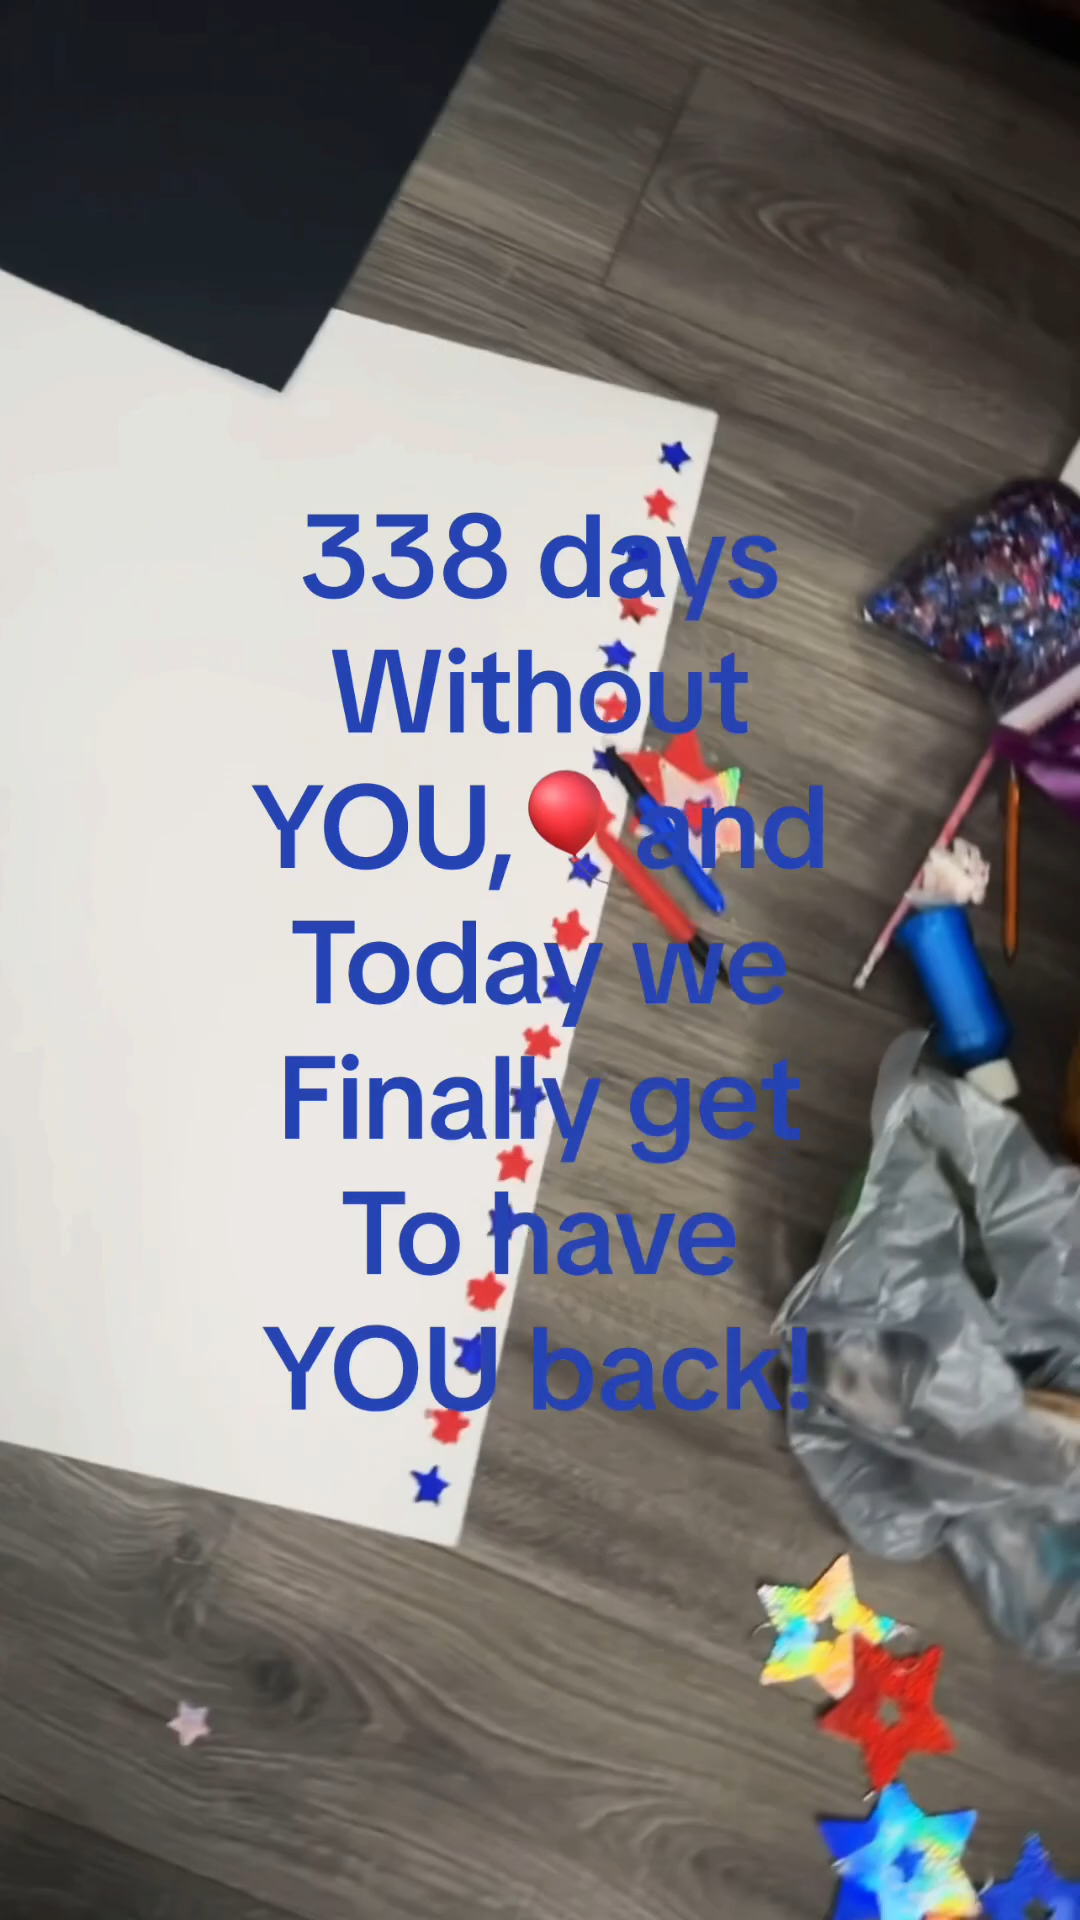 338 days
Without
YOU,🎈and
Today we
Finally get
To have
YOU back!